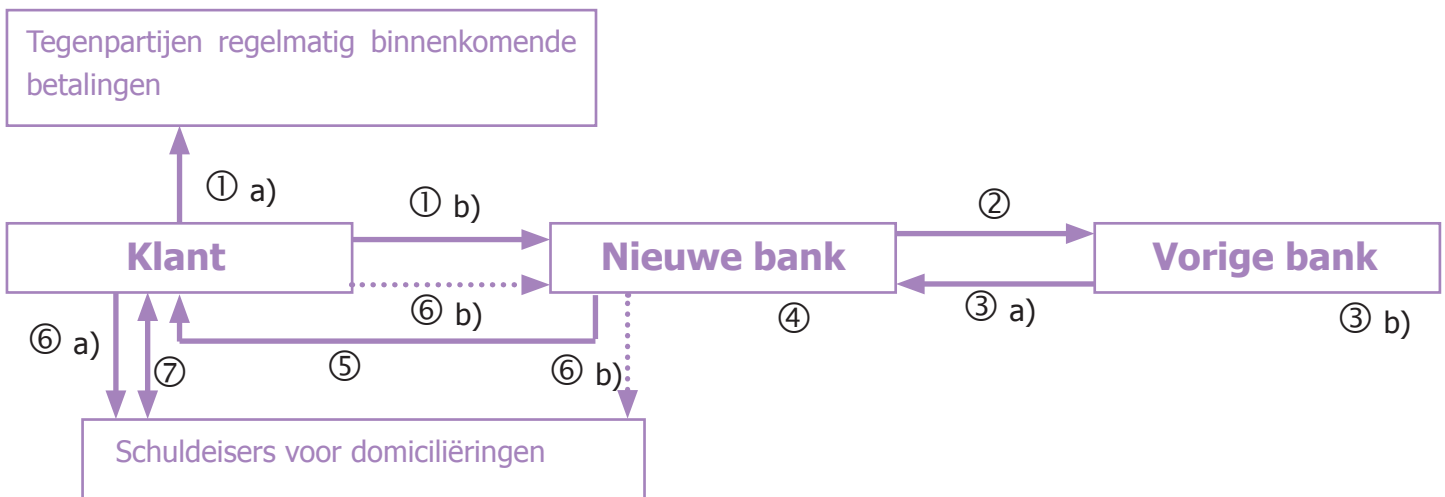 Tegenpartijen regelmatig binnenkomende
betalingen
① a)
① b)
②
Klant
Nieuwe bank
Vorige bank
⑥ b)
④
③ a)
③ b)
⑥ a)
⑦
⑤
⑥ b)
Schuldeisers voor domiciliëringen